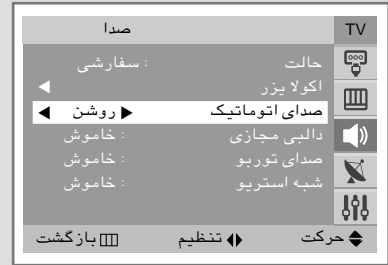 صدا TV
حالت : سفارشی
اکولایزر
صدای اتوماتیک روشن
دالبی مجازی : خاموش
صدای توربو : خاموش
شبه استریو : خاموش
حرکت تنظیم بازگشت